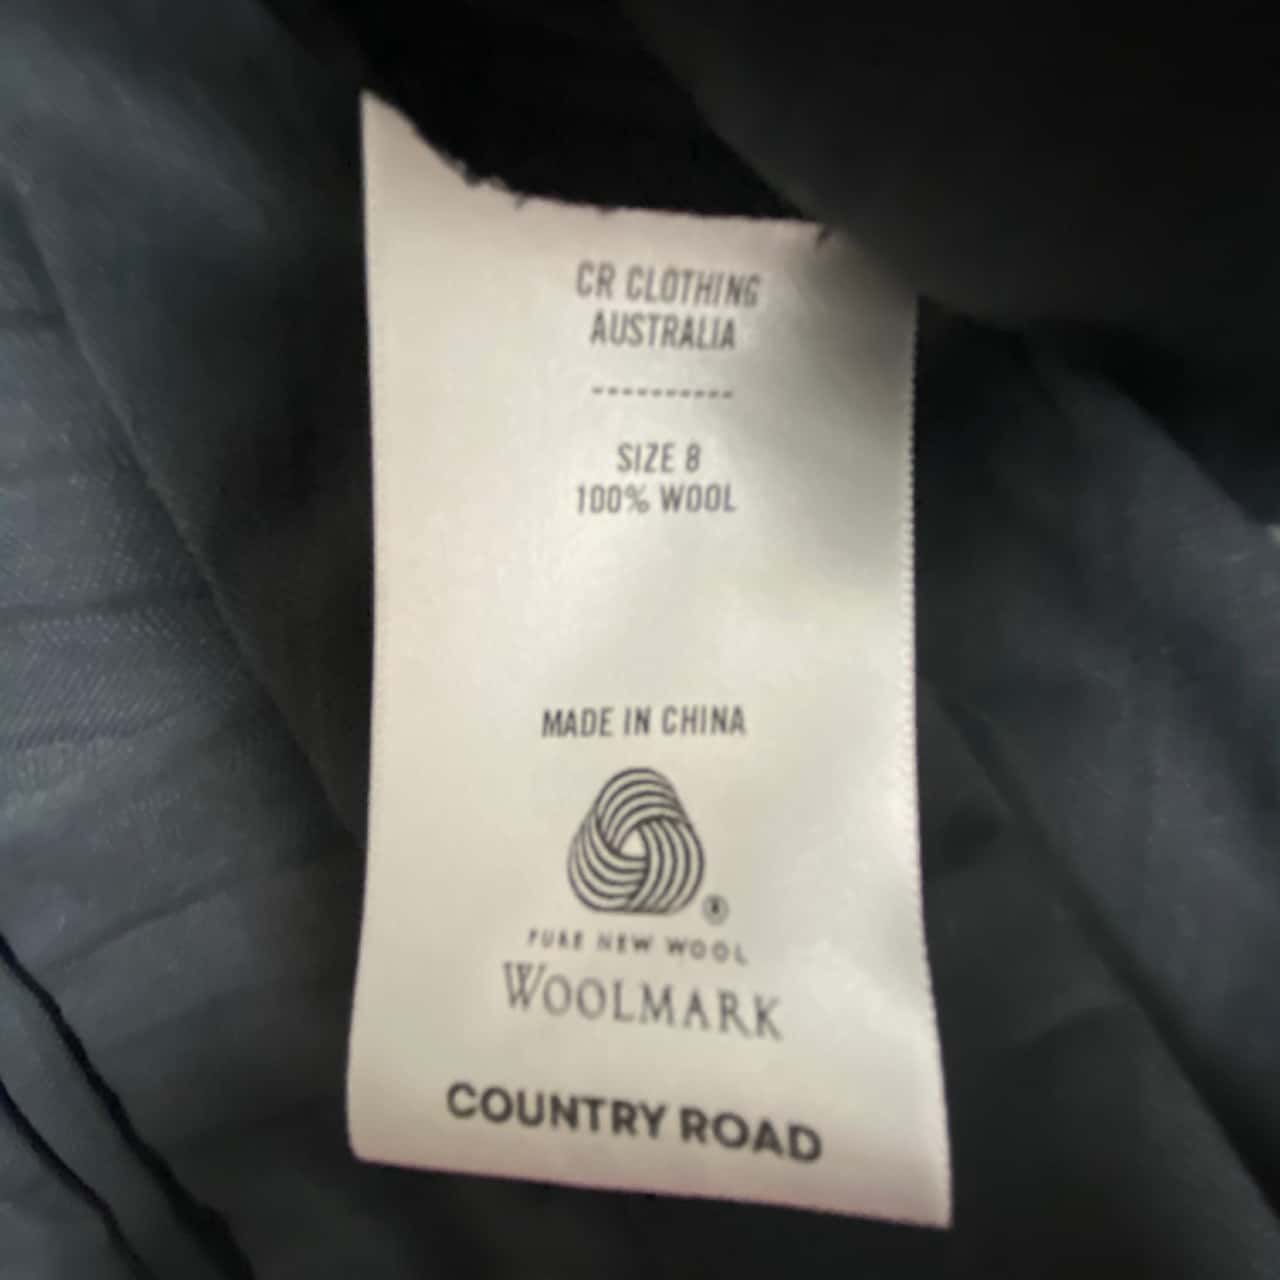 CR CLOTHING
AUSTRALIA
----------
SIZE 8
100% WOOL
MADE IN CHINA
®
PURE NEW WOOL
WOOLMARK
COUNTRY ROAD